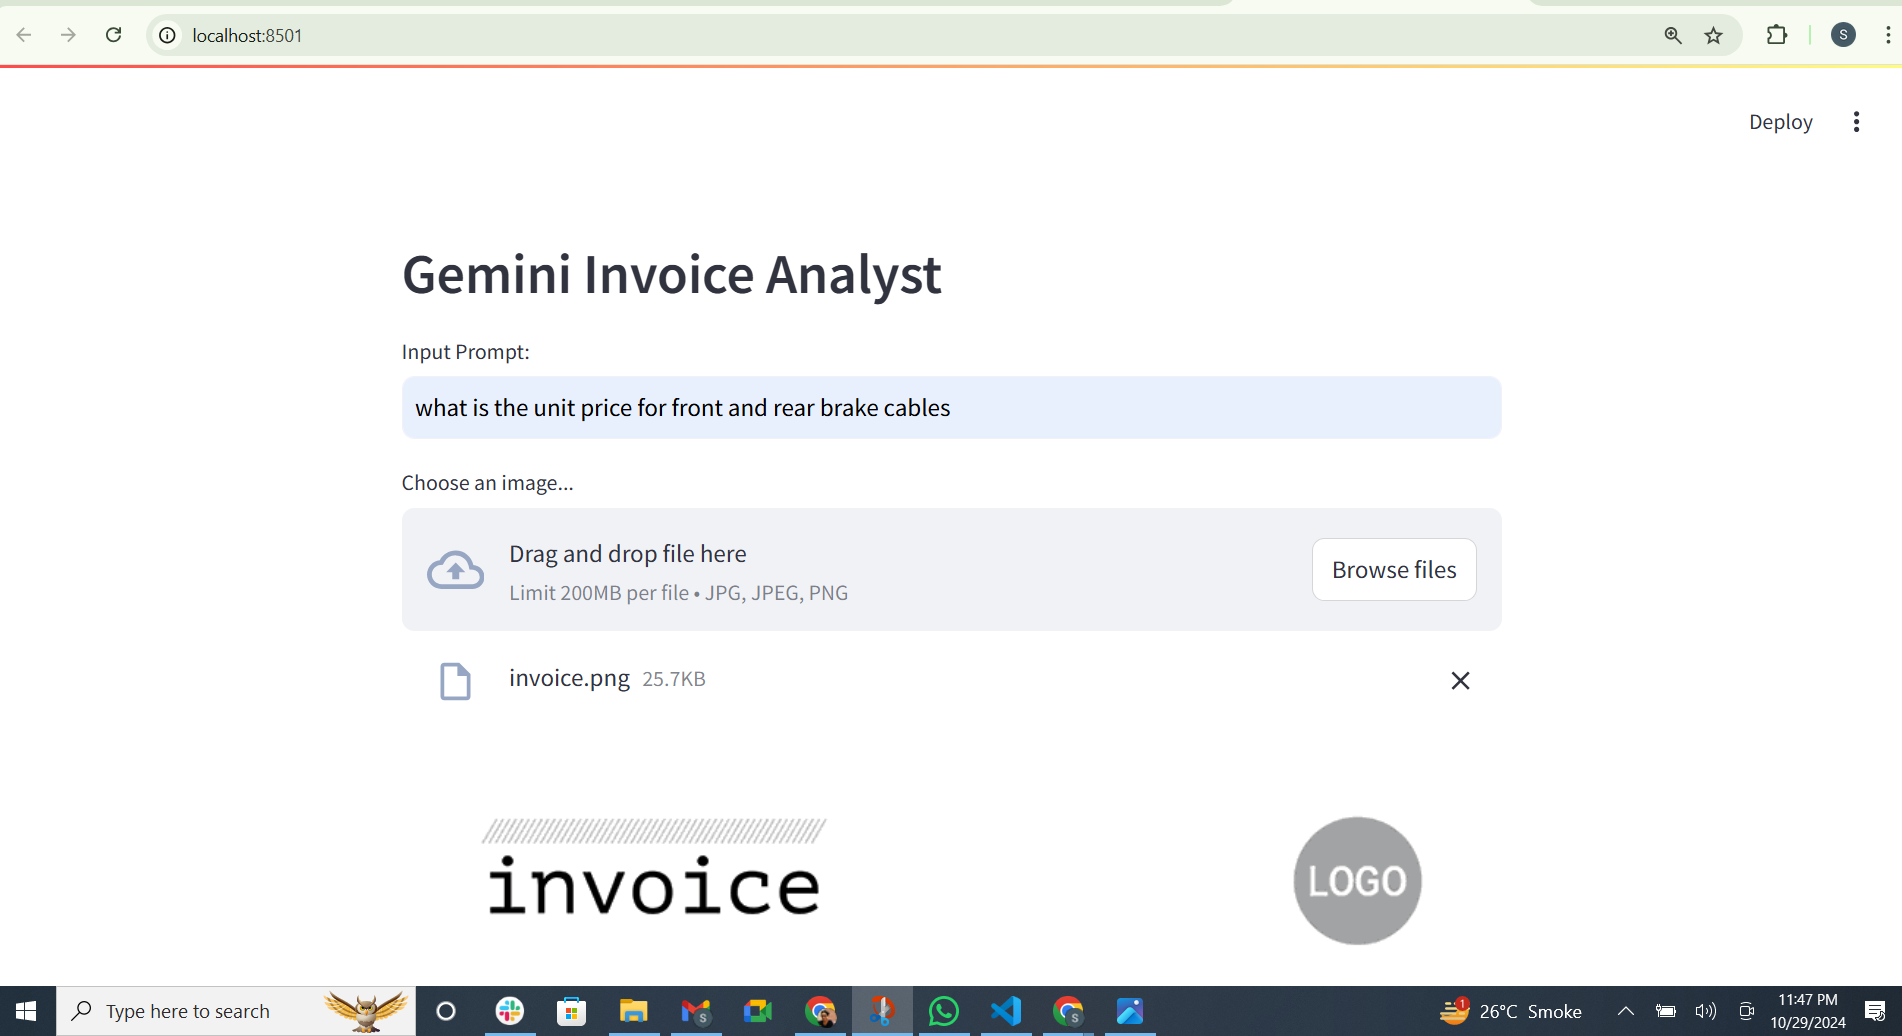 localhost:8501
S
Deploy
Gemini Invoice Analyst
Input Prompt:
what is the unit price for front and rear brake cables
Choose an image...
Drag and drop file here
Limit 200MB per file • JPG, JPEG, PNG
Browse files
invoice.png 25.7KB
invoice
LOGO
Type here to search
S
S
1
26°C Smoke
11:47 PM
10/29/2024